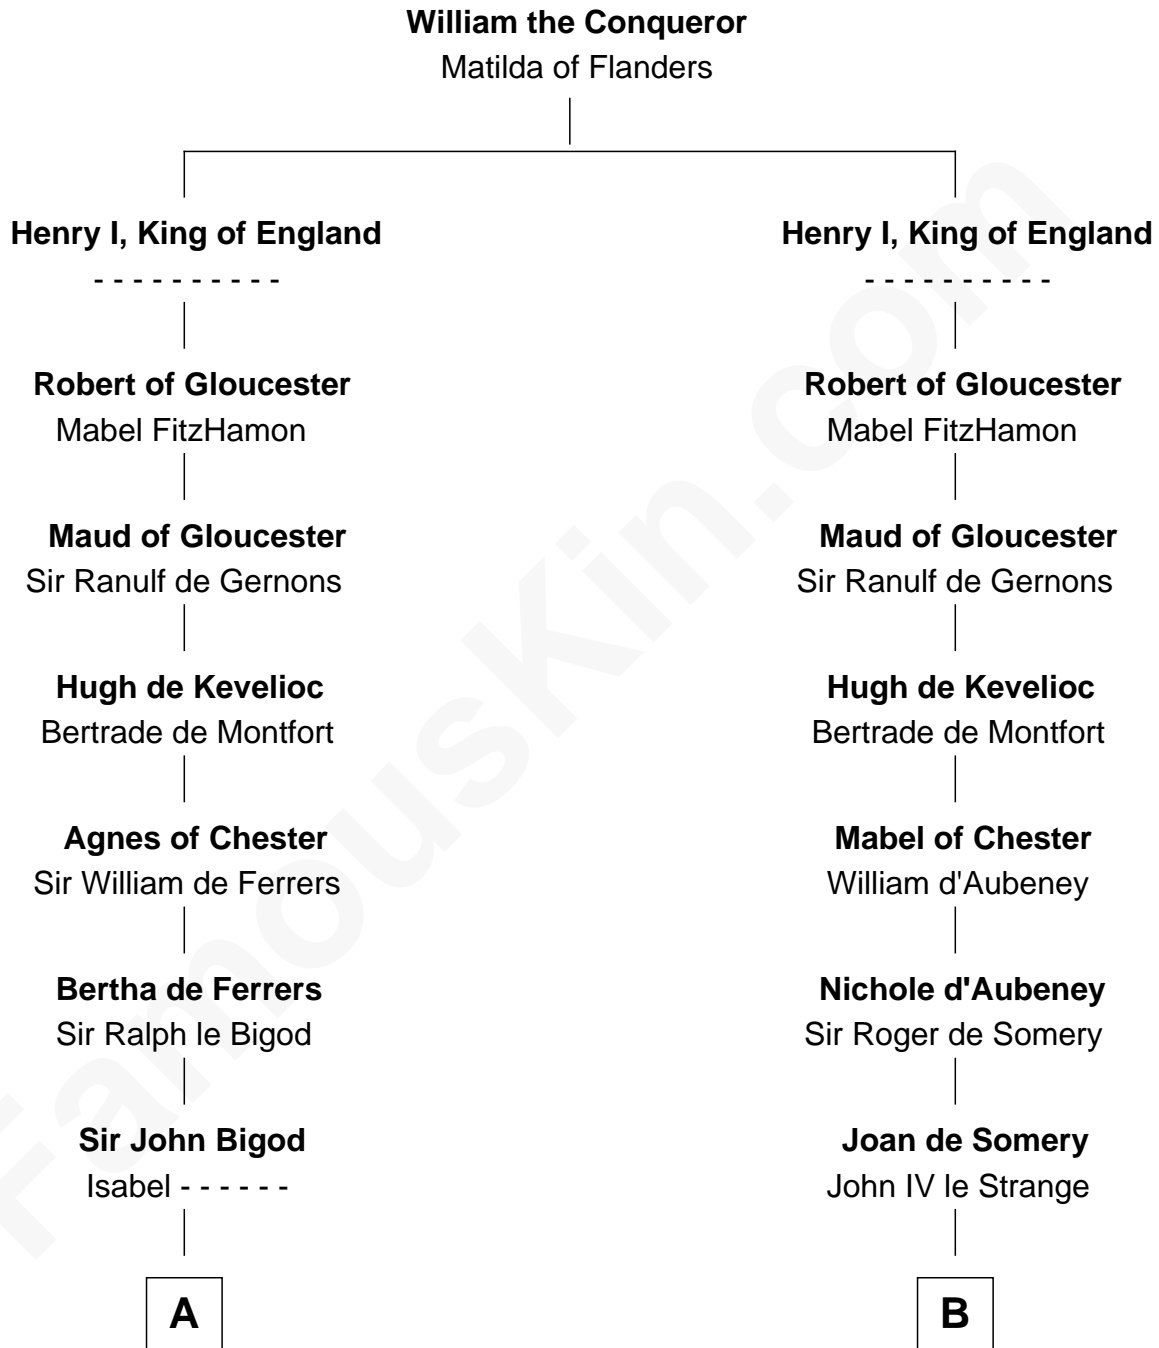 William the Conqueror
Matilda of Flanders
Henry I, King of England
- - - - - - - - - -
Robert of Gloucester
Mabel FitzHamon
Maud of Gloucester
Sir Ranulf de Gernons
Hugh de Kevelioc
Bertrade de Montfort
Agnes of Chester
Sir William de Ferrers
Bertha de Ferrers
Sir Ralph le Bigod
Sir John Bigod
Isabel - - - - - -
A
Henry I, King of England
- - - - - - - - - -
Robert of Gloucester
Mabel FitzHamon
Maud of Gloucester
Sir Ranulf de Gernons
Hugh de Kevelioc
Bertrade de Montfort
Mabel of Chester
William d'Aubeney
Nichole d'Aubeney
Sir Roger de Somery
Joan de Somery
John IV le Strange
B
FamousKin.com